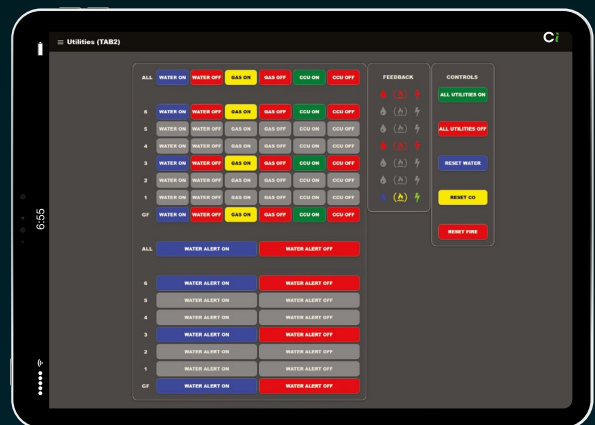 ≡ Utilities (TAB2)
Ci
6:55
ALL WATER ON WATER OFF GAS ON GAS OFF CCU ON CCU OFF
6 WATER ON WATER OFF GAS ON GAS OFF CCU ON CCU OFF
5 WATER ON WATER OFF GAS ON GAS OFF CCU ON CCU OFF
4 WATER ON WATER OFF GAS ON GAS OFF CCU ON CCU OFF
3 WATER ON WATER OFF GAS ON GAS OFF CCU ON CCU OFF
2 WATER ON WATER OFF GAS ON GAS OFF CCU ON CCU OFF
1 WATER ON WATER OFF GAS ON GAS OFF CCU ON CCU OFF
GF WATER ON WATER OFF GAS ON GAS OFF CCU ON CCU OFF
ALL WATER ALERT ON WATER ALERT OFF
6 WATER ALERT ON WATER ALERT OFF
5 WATER ALERT ON WATER ALERT OFF
4 WATER ALERT ON WATER ALERT OFF
3 WATER ALERT ON WATER ALERT OFF
2 WATER ALERT ON WATER ALERT OFF
1 WATER ALERT ON WATER ALERT OFF
GF WATER ALERT ON WATER ALERT OFF
FEEDBACK
CONTROLS
ALL UTILITIES ON
ALL UTILITIES OFF
RESET WATER
RESET CO
RESET FIRE